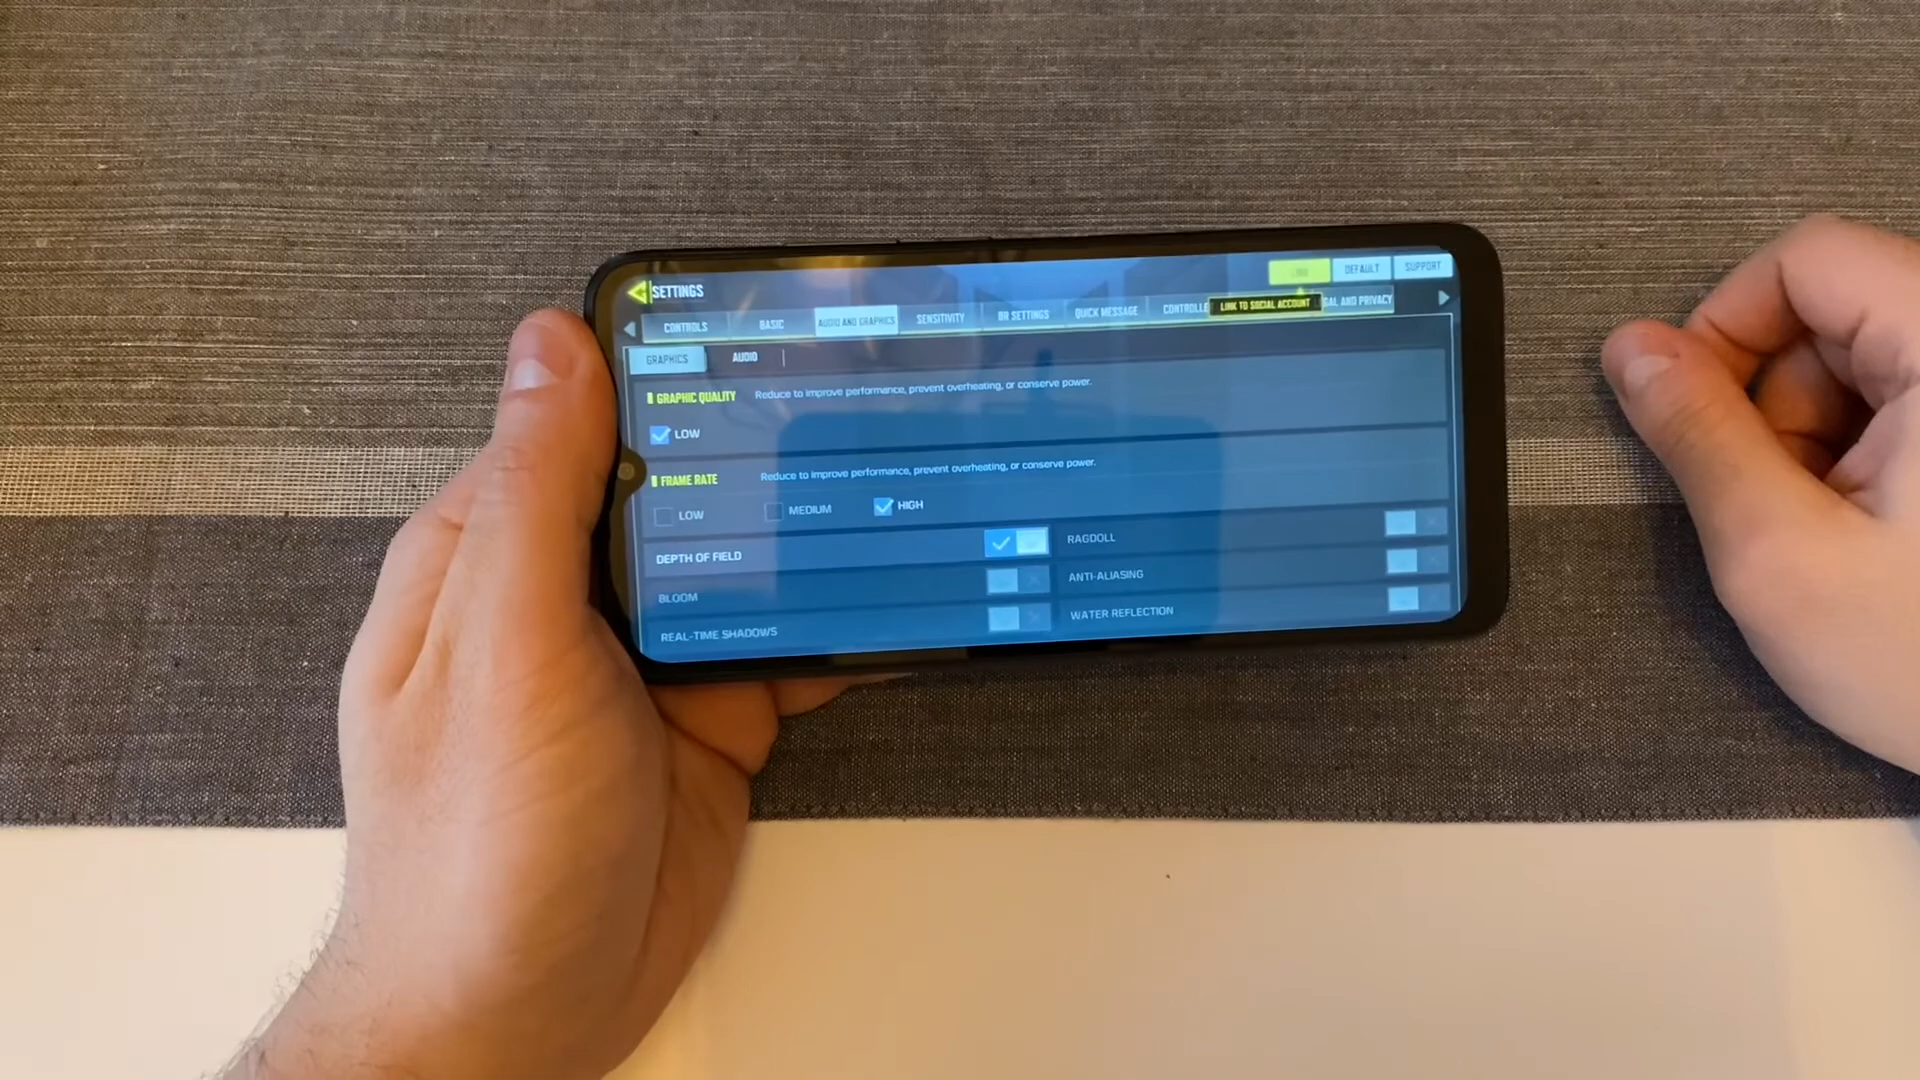 SETTINGS
LINK DEFAULT SUPPORT
CONTROLS BASIC AUDIO AND GRAPHICS SENSITIVITY BR SETTINGS QUICK MESSAGE CONTROLLE LINK TO SOCIAL ACCOUNT GAL AND PRIVACY
GRAPHICS AUDIO
GRAPHIC QUALITY Reduce to improve performance, prevent overheating, or conserve power.
LOW
FRAME RATE Reduce to improve performance, prevent overheating, or conserve power.
LOW MEDIUM HIGH
DEPTH OF FIELD RAGDOLL
BLOOM ANTI-ALIASING
REAL-TIME SHADOWS WATER REFLECTION